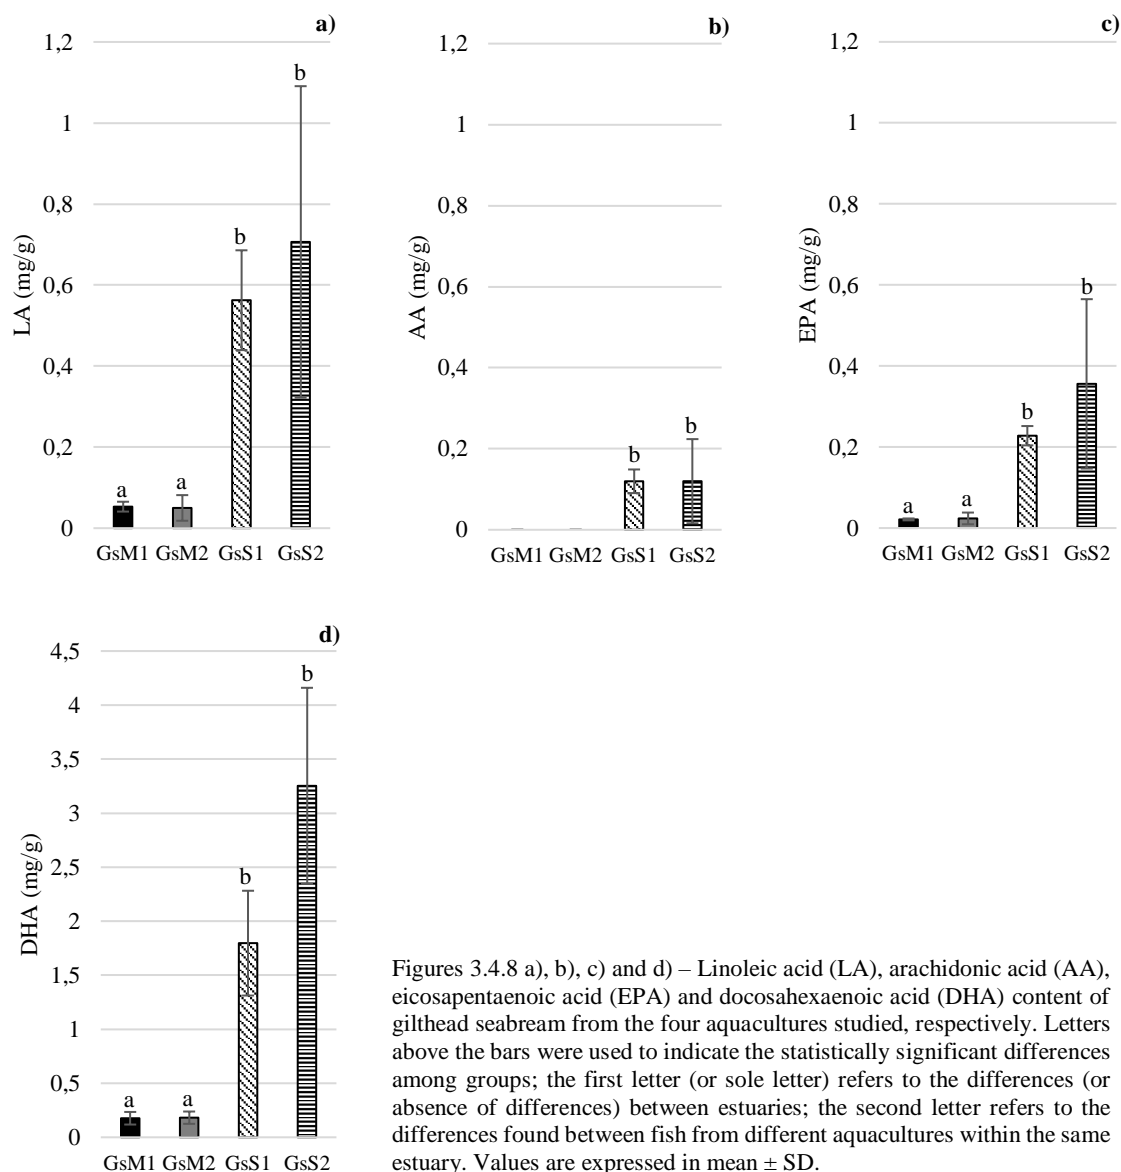 a)
1,2
1
0,8
0,6
0,4
0,2
0
LA (mg/g)
a
a
b
b
GsM1 GsM2 GsS1 GsS2
b)
1,2
1
0,8
0,6
0,4
0,2
0
AA (mg/g)
b
b
GsM1 GsM2 GsS1 GsS2
c)
1,2
1
0,8
0,6
0,4
0,2
0
EPA (mg/g)
a
a
b
b
GsM1 GsM2 GsS1 GsS2
d)
4,5
4
3,5
3
2,5
2
1,5
1
0,5
0
DHA (mg/g)
a
a
b
b
GsM1 GsM2 GsS1 GsS2
Figures 3.4.8 a), b), c) and d) – Linoleic acid (LA), arachidonic acid (AA),
eicosapentaenoic acid (EPA) and docosahexaenoic acid (DHA) content of
gilthead seabream from the four aquacultures studied, respectively. Letters
above the bars were used to indicate the statistically significant differences
among groups; the first letter (or sole letter) refers to the differences (or
absence of differences) between estuaries; the second letter refers to the
differences found between fish from different aquacultures within the same
estuary. Values are expressed in mean ± SD.